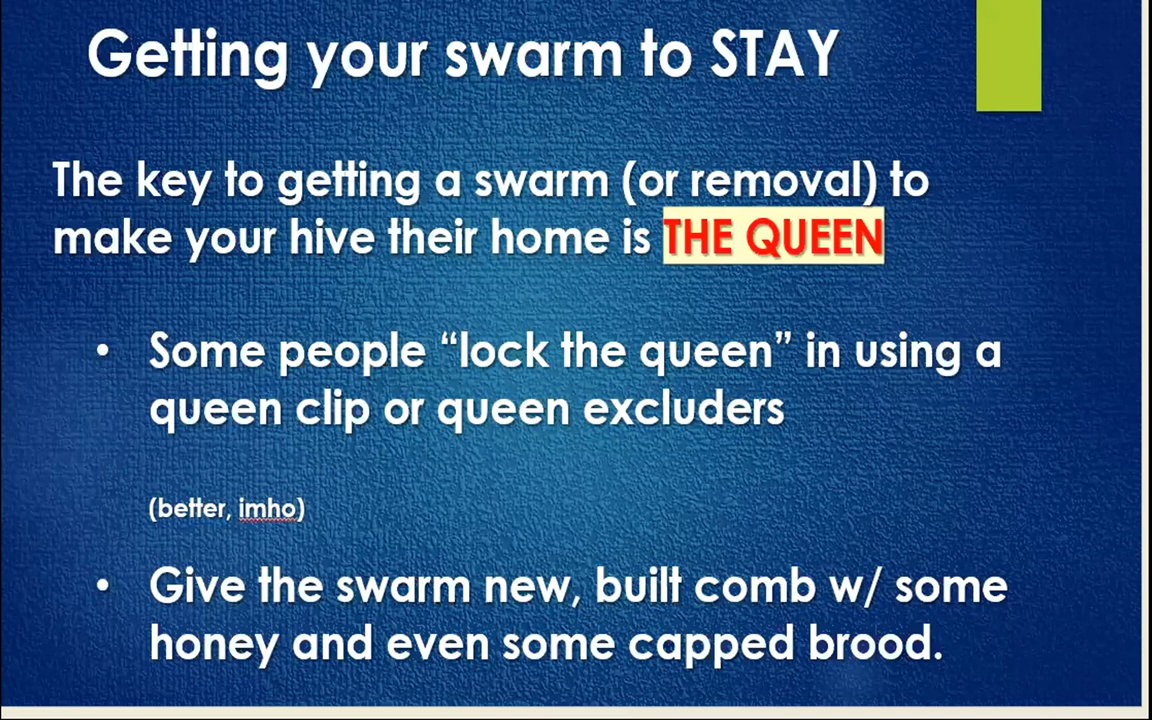 Getting your swarm to STAY
The key to getting a swarm (or removal) to
make your hive their home is THE QUEEN
• Some people “lock the queen” in using a
queen clip or queen excluders
(better, imho)
• Give the swarm new, built comb w/ some
honey and even some capped brood.